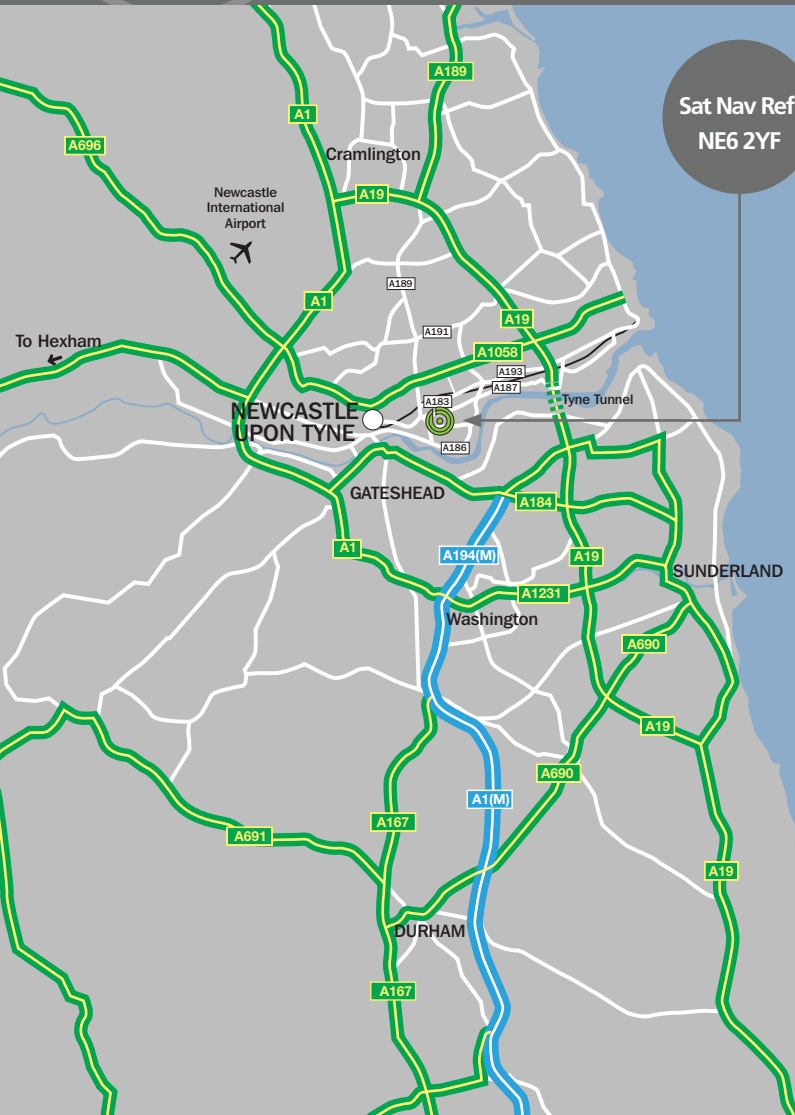 A189
Sat Nav Ref
NE6 2YF
A1
A696
Cramlington
A19
Newcastle
International
Airport
A189
A1
A19
A191
To Hexham
A1058
A193
A187
Tyne Tunnel
A183
NEWCASTLE
UPON TYNE
A186
GATESHEAD
A184
A1
A194(M)
A19
SUNDERLAND
A1231
Washington
A690
A19
A690
A1(M)
A167
A691
A19
DURHAM
A167